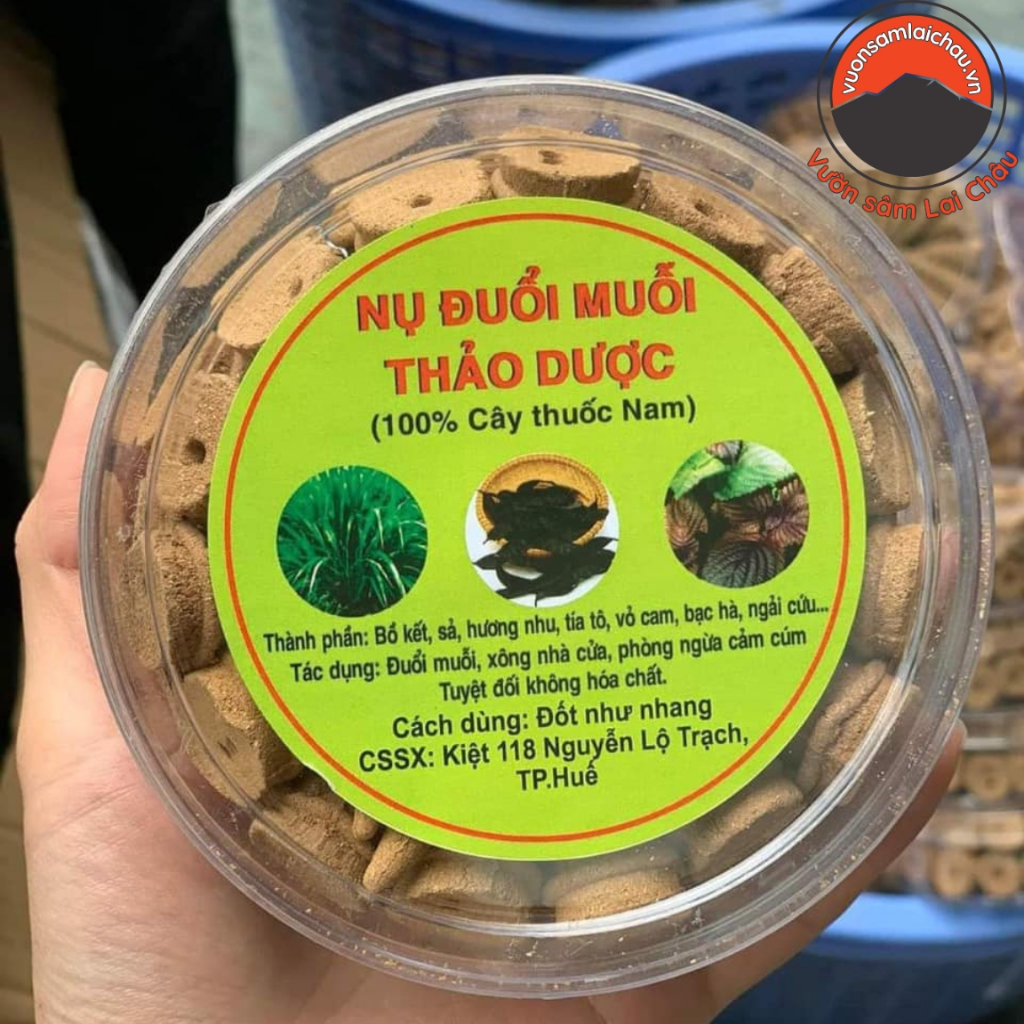 vuonsamlaichau.vn
Vườn sâm Lai Châu
NỤ ĐUỔI MUỖI
THẢO DƯỢC
(100% Cây thuốc Nam)
Thành phần: Bồ kết, sả, hương nhu, tía tô, vỏ cam, bạc hà, ngải cứu...
Tác dụng: Đuổi muỗi, xông nhà cửa, phòng ngừa cảm cúm
Tuyệt đối không hóa chất.
Cách dùng: Đốt như nhang
CSSX: Kiệt 118 Nguyễn Lộ Trạch,
TP.Huế